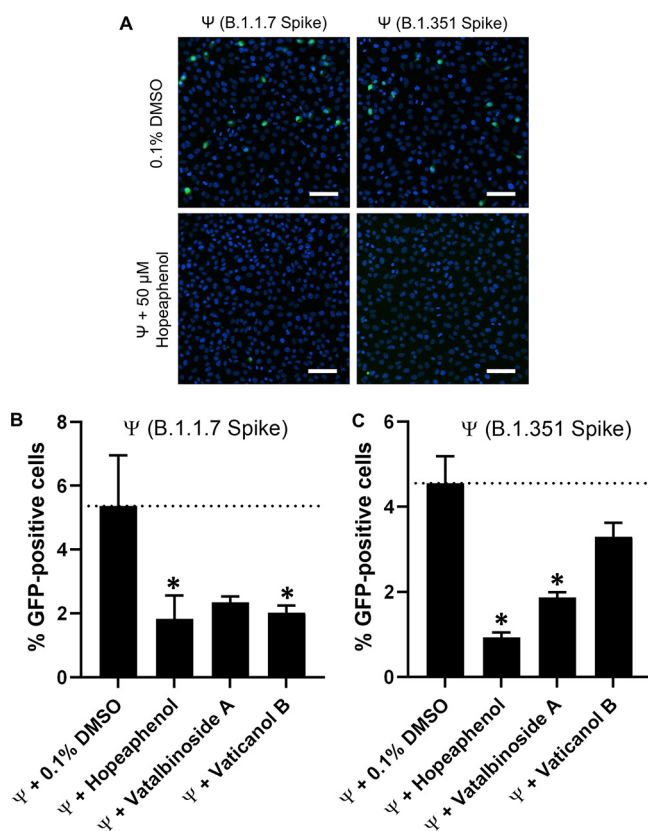 A
Ψ (B.1.1.7 Spike)
Ψ (B.1.351 Spike)
0.1% DMSO
Ψ + 50 µM
Hopeaphenol
B
Ψ (B.1.1.7 Spike)
% GFP-positive cells
8
6
4
2
0
*
*
Ψ + 0.1% DMSO
Ψ + Hopeaphenol
Ψ + Vatalbinoside A
Ψ + Vaticanol B
C
Ψ (B.1.351 Spike)
% GFP-positive cells
6
4
2
0
*
*
Ψ + 0.1% DMSO
Ψ + Hopeaphenol
Ψ + Vatalbinoside A
Ψ + Vaticanol B